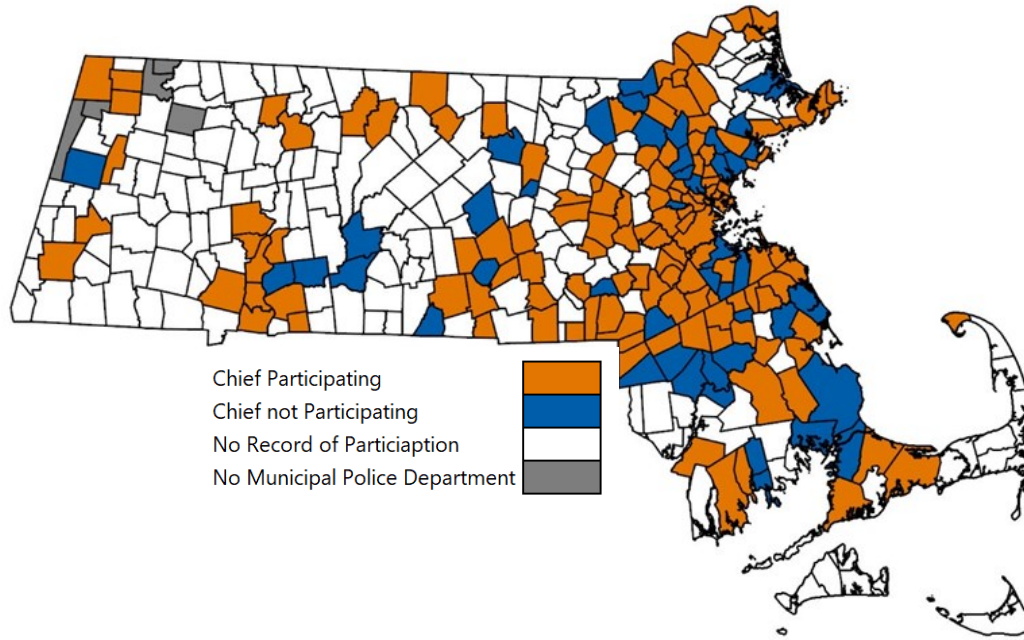 Chief Participating
Chief not Participating
No Record of Particiaption
No Municipal Police Department